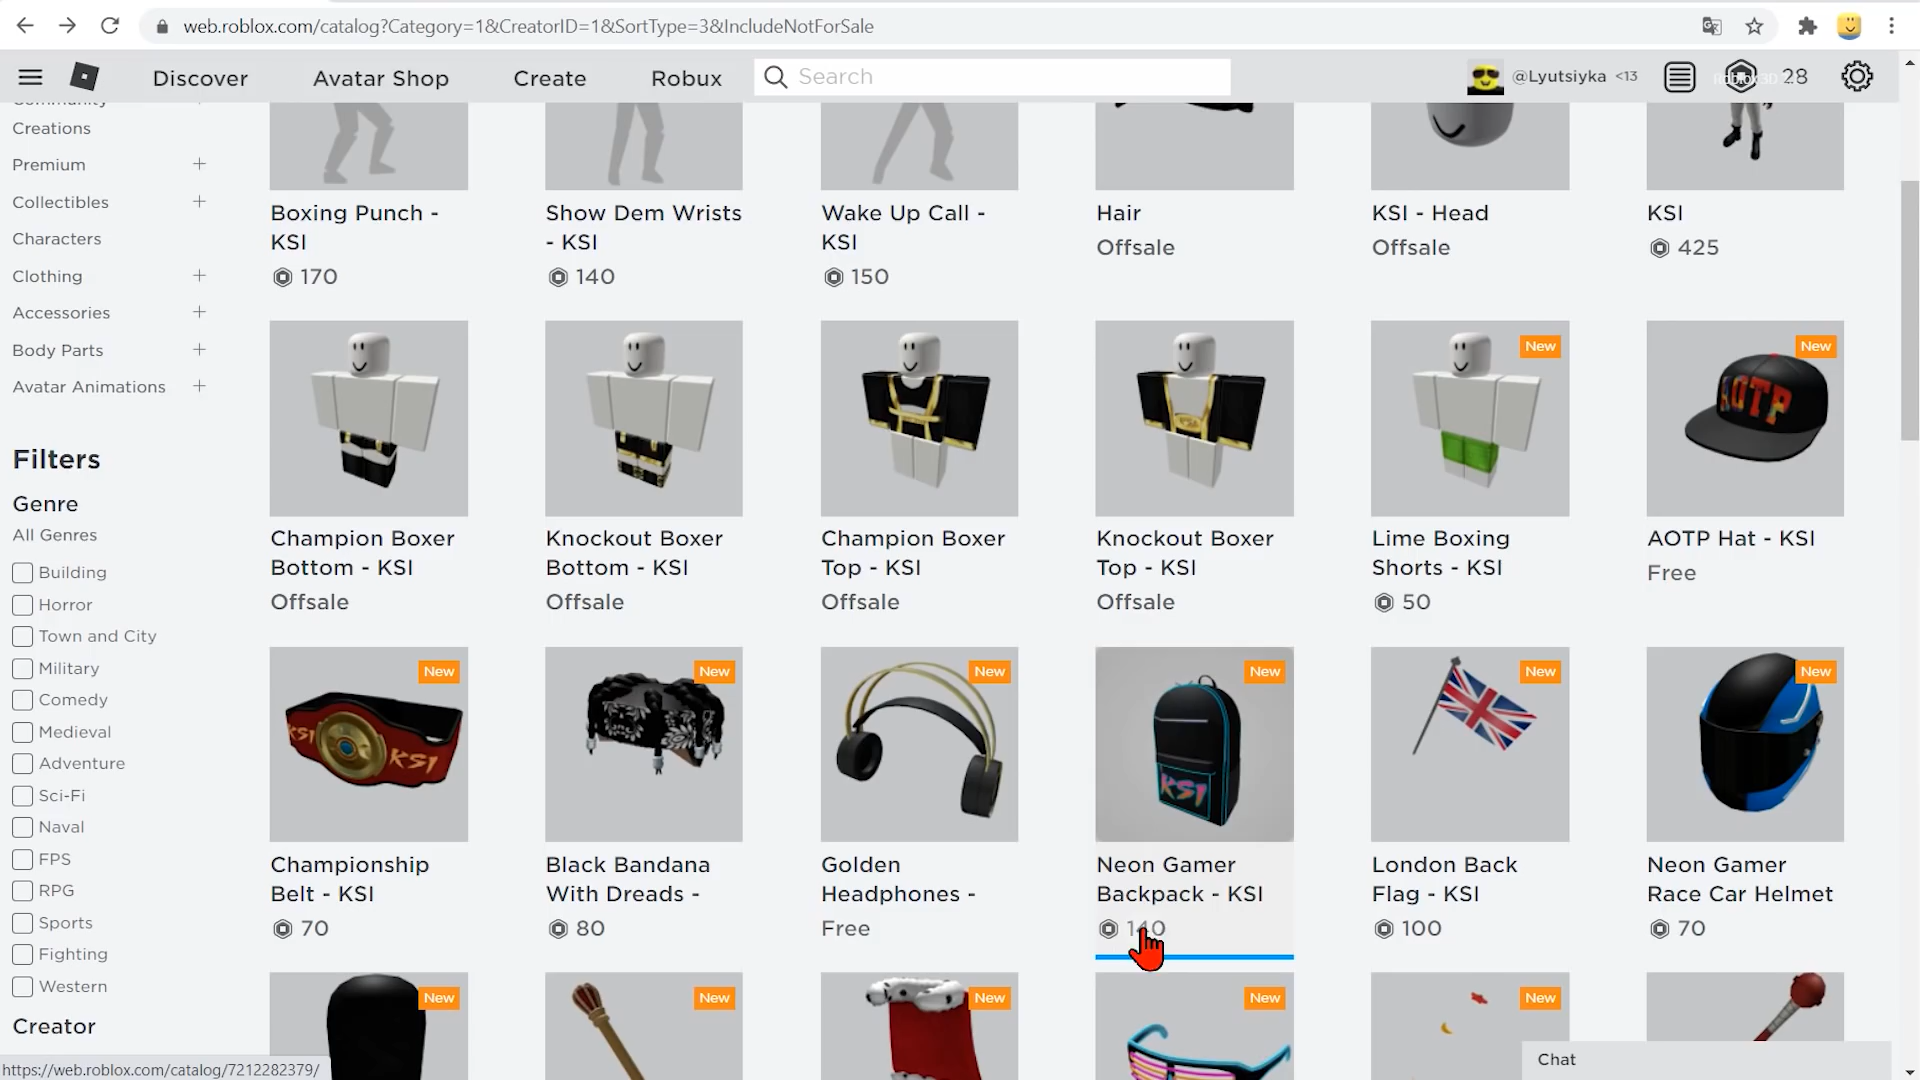 web.roblox.com/catalog?Category=1&CreatorID=1&SortType=3&IncludeNotForSale
Discover
Avatar Shop
Create
Robux
Search
@Lyutsiyka <13
28
Community
Creations
Premium
Collectibles
Characters
Clothing
Accessories
Body Parts
Avatar Animations
Filters
Genre
All Genres
Building
Horror
Town and City
Military
Comedy
Medieval
Adventure
Sci-Fi
Naval
FPS
RPG
Sports
Fighting
Western
Creator
Boxing Punch -
KSI
170
Show Dem Wrists
- KSI
140
Wake Up Call -
KSI
150
Hair
Offsale
KSI - Head
Offsale
KSI
425
Champion Boxer
Bottom - KSI
Offsale
Knockout Boxer
Bottom - KSI
Offsale
Champion Boxer
Top - KSI
Offsale
Knockout Boxer
Top - KSI
Offsale
New
Lime Boxing
Shorts - KSI
50
New
AOTP
AOTP Hat - KSI
Free
New
KSI
KSI
Championship
Belt - KSI
70
New
Black Bandana
With Dreads -
80
New
Golden
Headphones -
Free
New
KSI
Neon Gamer
Backpack - KSI
140
New
London Back
Flag - KSI
100
New
Neon Gamer
Race Car Helmet
70
New
New
New
New
New
Chat
https://web.roblox.com/catalog/7212282379/